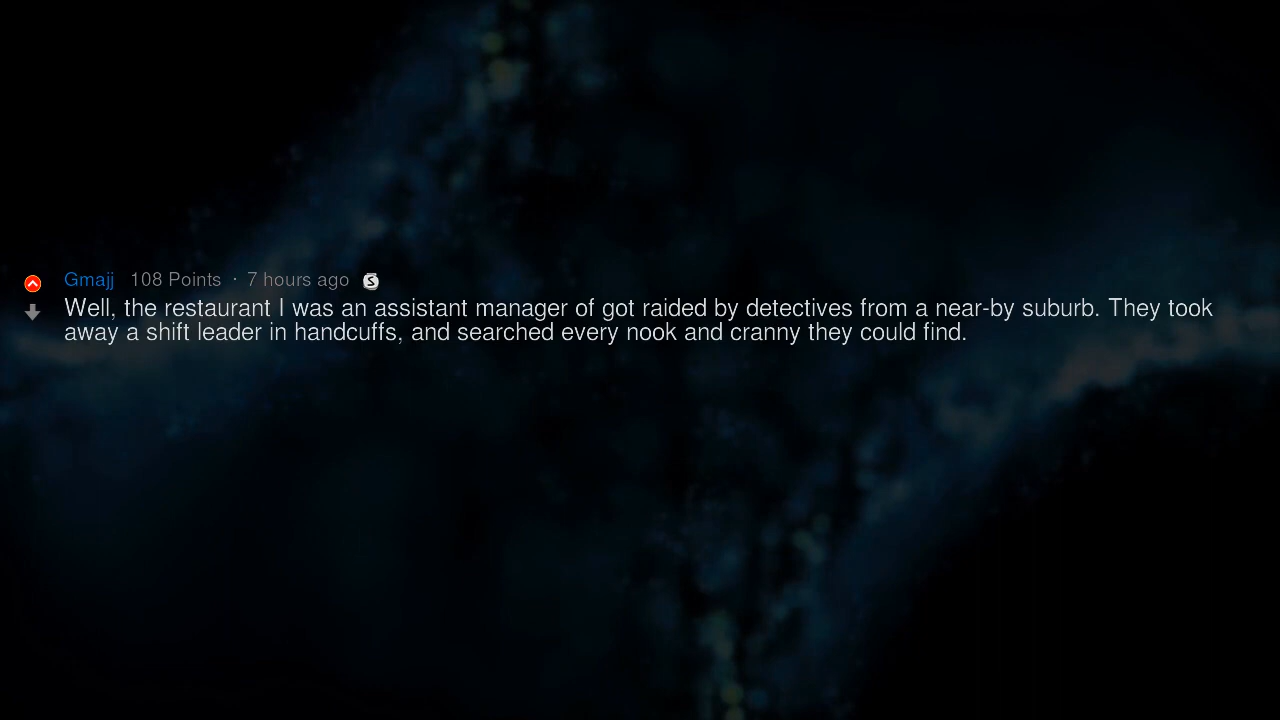 Gmajj 108 Points · 7 hours ago S
Well, the restaurant I was an assistant manager of got raided by detectives from a near-by suburb. They took
away a shift leader in handcuffs, and searched every nook and cranny they could find.